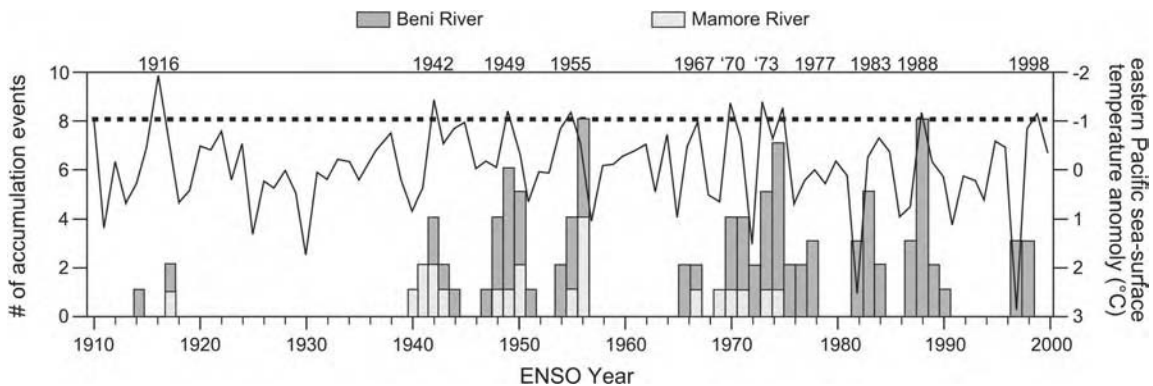 Beni River Mamore River
1916 1942 1949 1955 1967 '70 '73 1977 1983 1988 1998
10 8 6 4 2 0
# of accumulation events
-2 -1 0 1 2 3
eastern Pacific sea-surface
temperature anomoly (°C)
1910 1920 1930 1940 1950 1960 1970 1980 1990 2000
ENSO Year